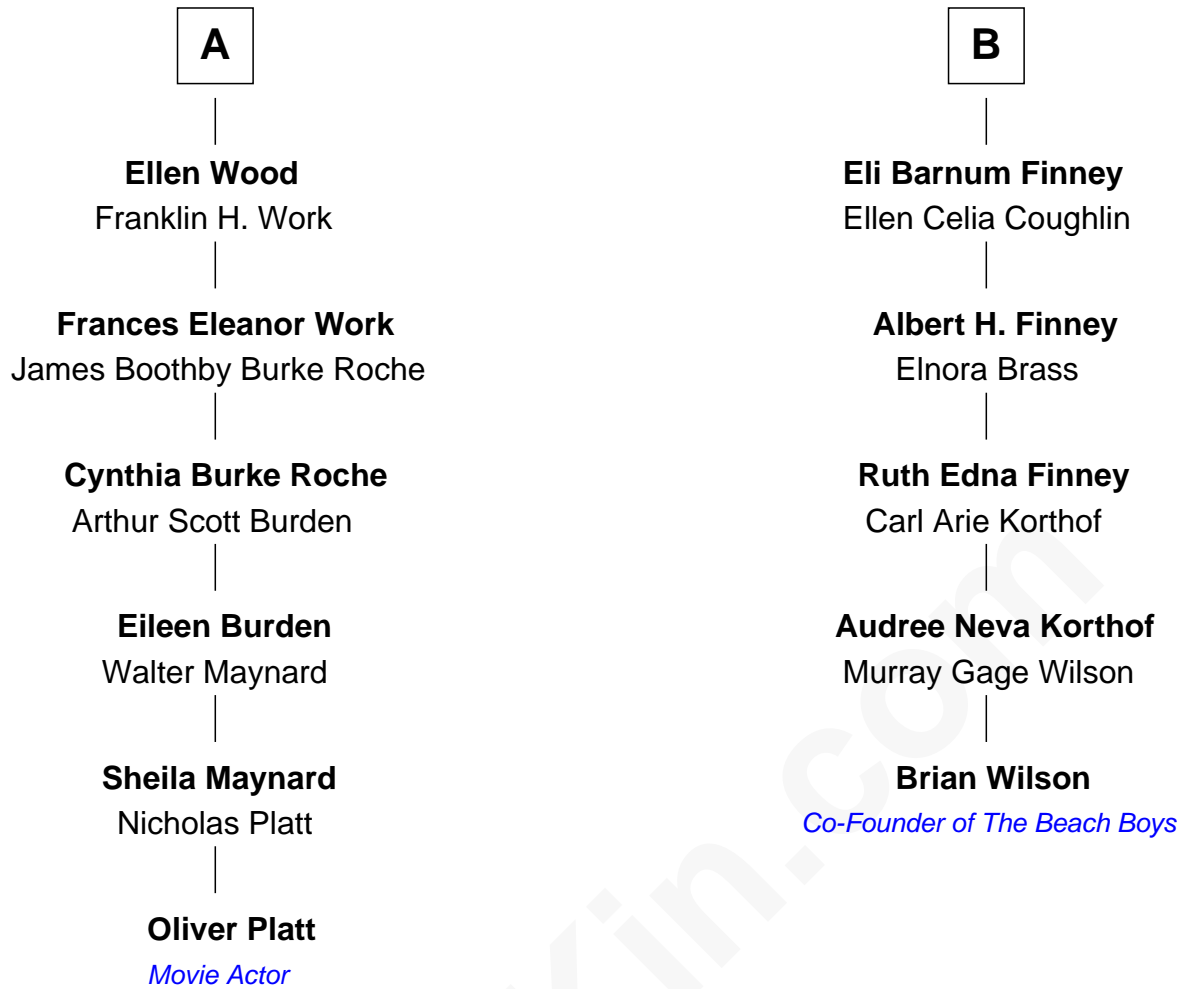 A
Ellen Wood
Franklin H. Work
Frances Eleanor Work
James Boothby Burke Roche
Cynthia Burke Roche
Arthur Scott Burden
Eileen Burden
Walter Maynard
Sheila Maynard
Nicholas Platt
Oliver Platt
Movie Actor
B
Eli Barnum Finney
Ellen Celia Coughlin
Albert H. Finney
Elnora Brass
Ruth Edna Finney
Carl Arie Korthof
Audree Neva Korthof
Murray Gage Wilson
Brian Wilson
Co-Founder of The Beach Boys